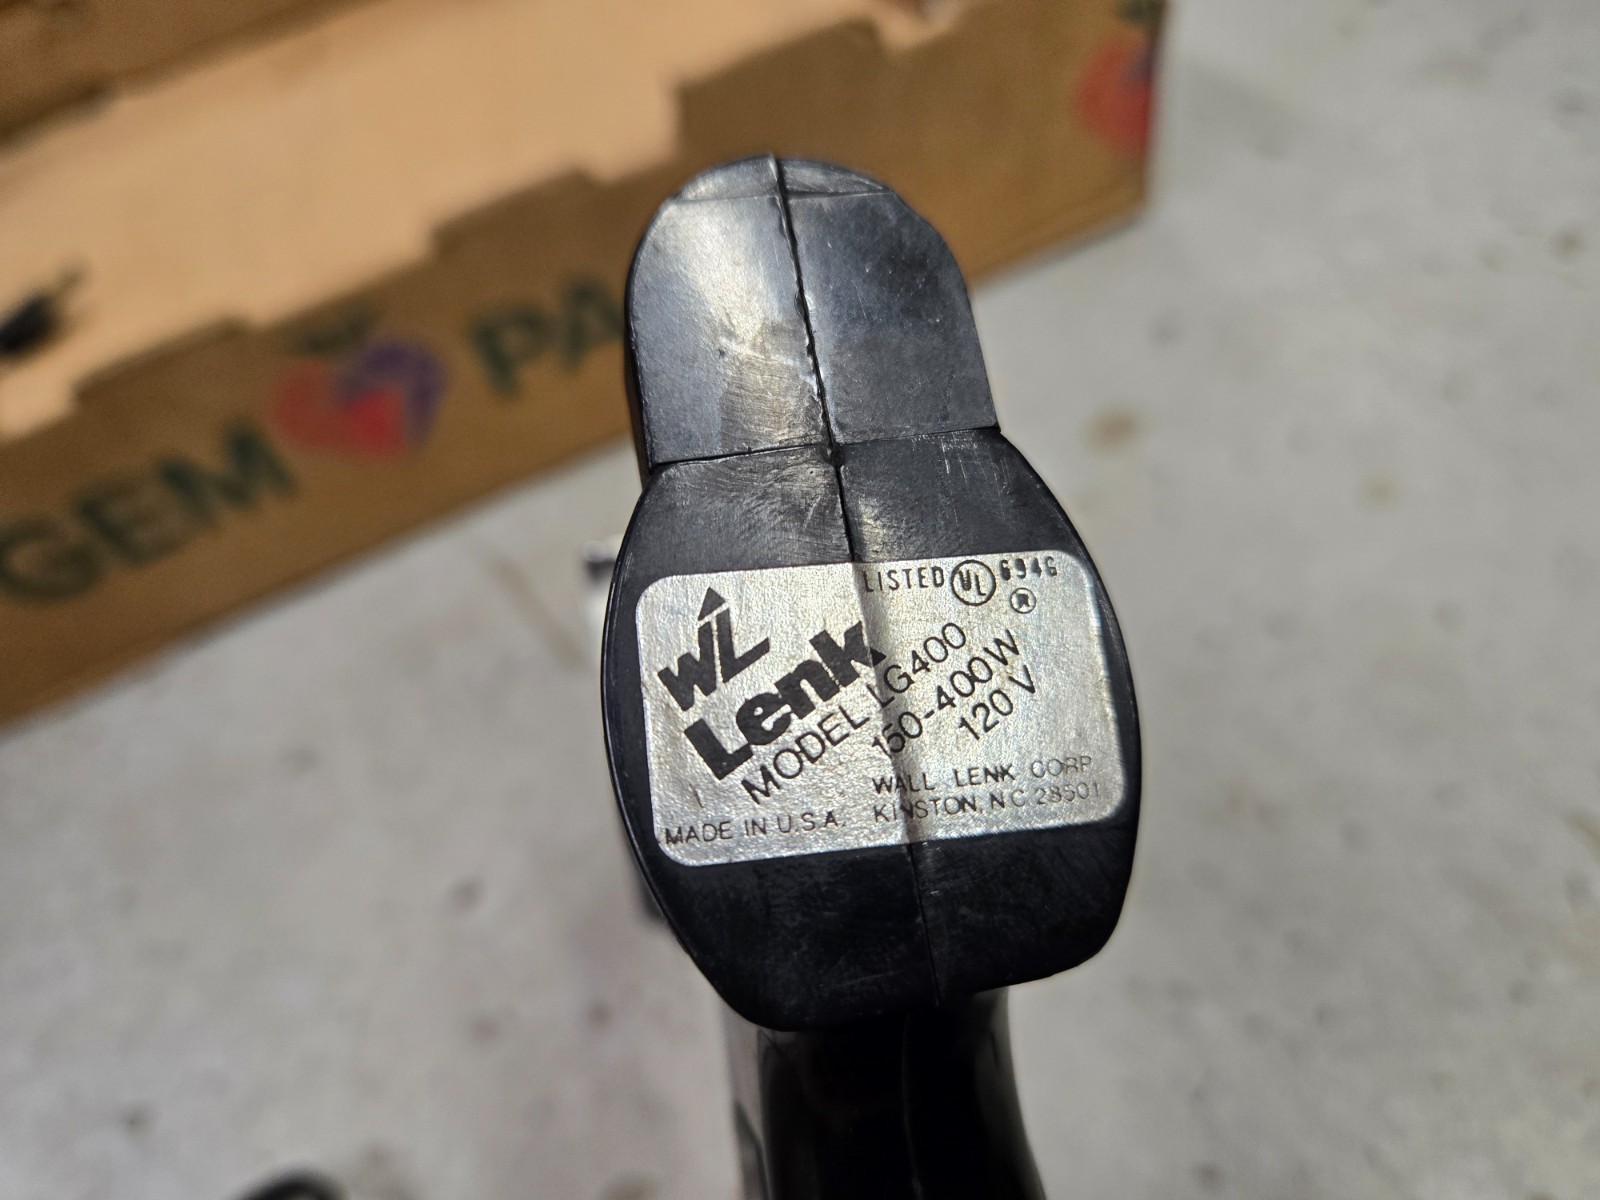 GEM PA
LISTED UL 694G
R
WL
Lenk
MODEL LG400
150-400W
120 V
WALL LENK CORP
KINSTON, NC 28501
MADE IN U.S.A.